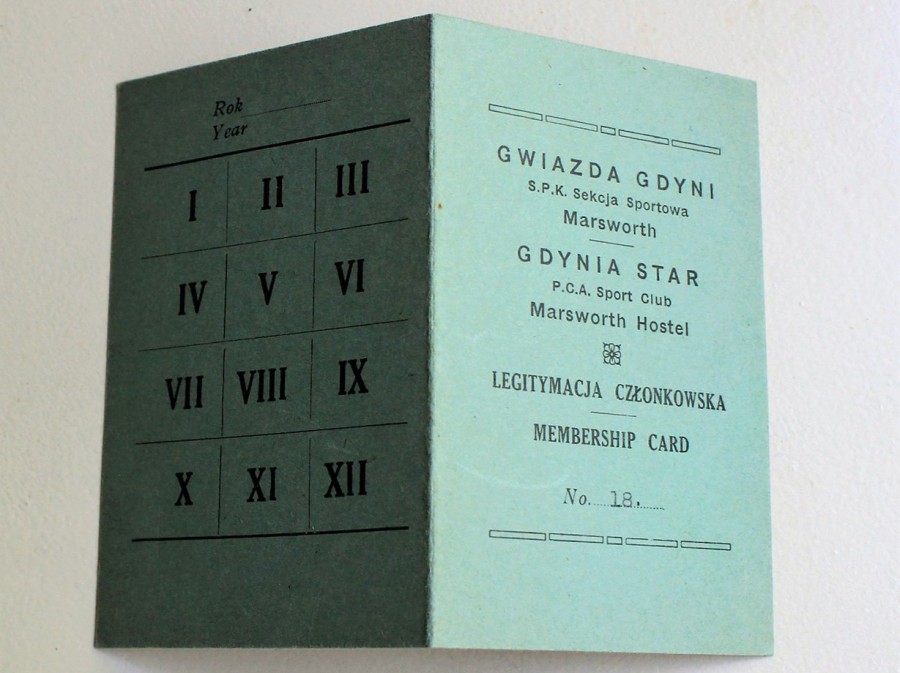 Rok
Year
I II III
IV V VI
VII VIII IX
X XI XII
GWIAZDA GDYNI
S.P.K. Sekcja Sportowa
Marsworth
GDYNIA STAR
P.C.A. Sport Club
Marsworth Hostel
LEGITYMACJA CZŁONKOWSKA
MEMBERSHIP CARD
No. 18.